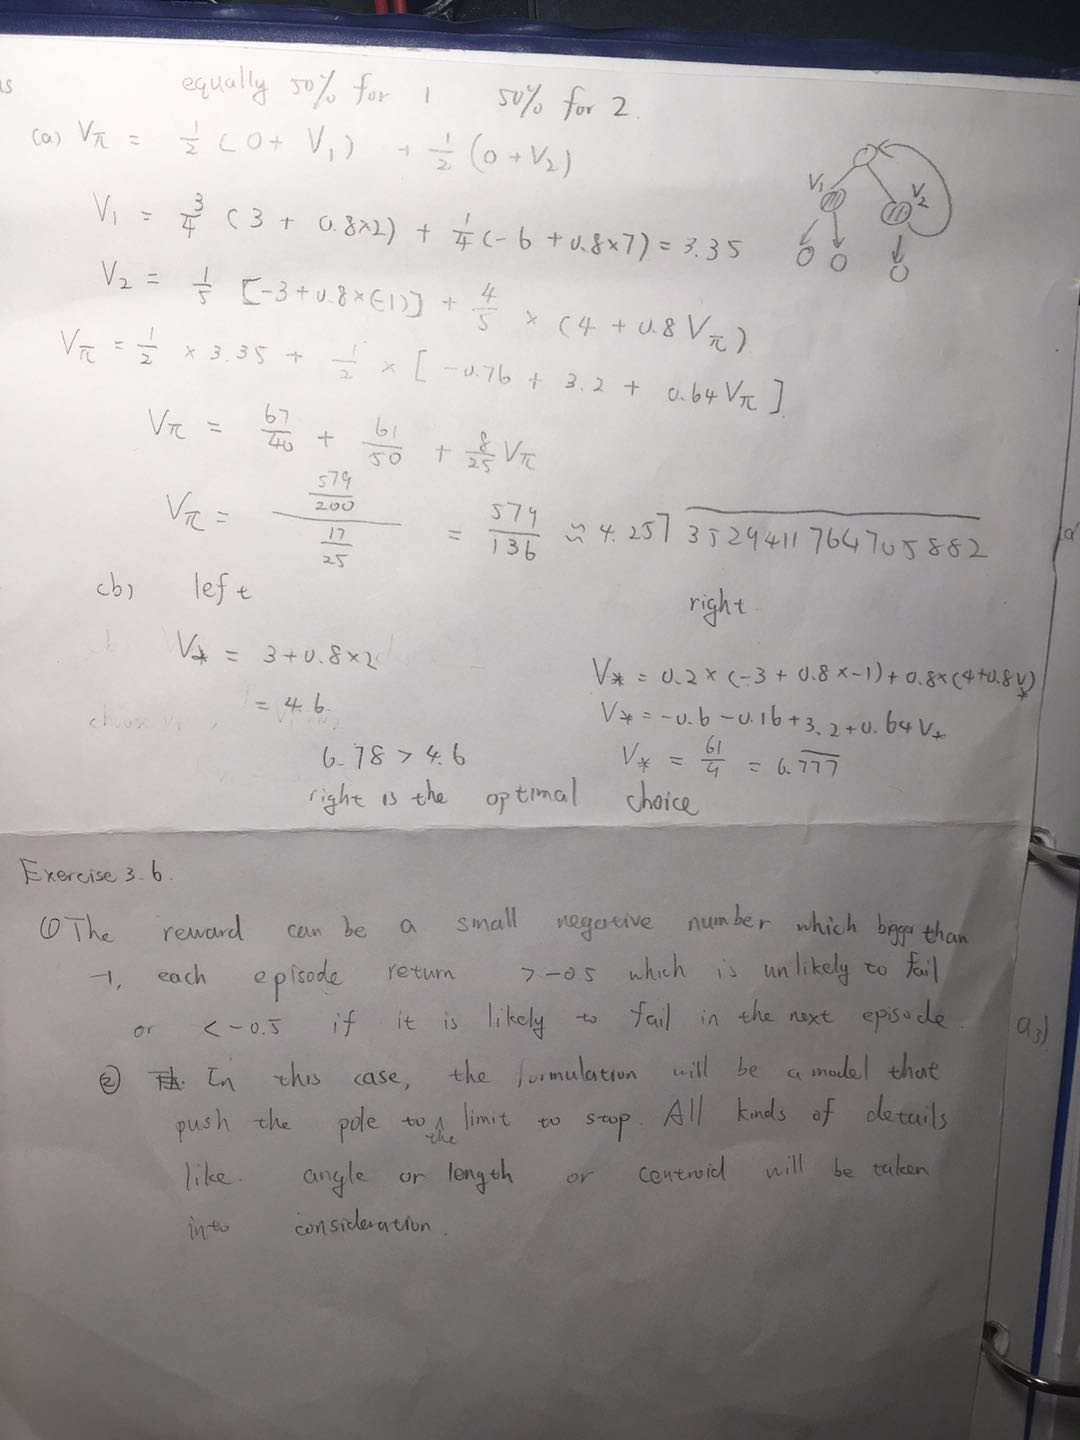 equally 50% for 1 50% for 2.
(a) Vπ = 1/2 (0 + V1) + 1/2 (0 + V2)
V1 V2
V1 = 3/4 (3 + 0.8×2) + 1/4 (-6 + 0.8×7) = 3.35
V2 = 1/5 [-3+0.8×(-1)] + 4/5 × (4 + 0.8Vπ)
Vπ = 1/2 × 3.35 + 1/2 × [-0.76 + 3.2 + 0.64Vπ]
Vπ = 67/40 + 61/50 + 8/25 Vπ
Vπ = (579/200)/(17/25) = 579/136 ≈ 4.2573529411764705882
(b) left right
V* = 3+0.8×2
V* = 0.2×(-3+0.8×-1)+0.8×(4+0.8V*)
= 4.6
V* = -0.6-0.16+3.2+0.64V*
6.78 > 4.6
V* = 61/9 = 6.777
right is the optimal choice
Exercise 3.6.
① The reward can be a small negative number which bigger than
-1, each episode return >-0.5 which is unlikely to fail
or <-0.5 if it is likely to fail in the next episode.
② In this case, the formulation will be a model that
push the pole to the limit to stop. All kinds of details
like angle or length or centroid will be taken
into consideration.
a3)